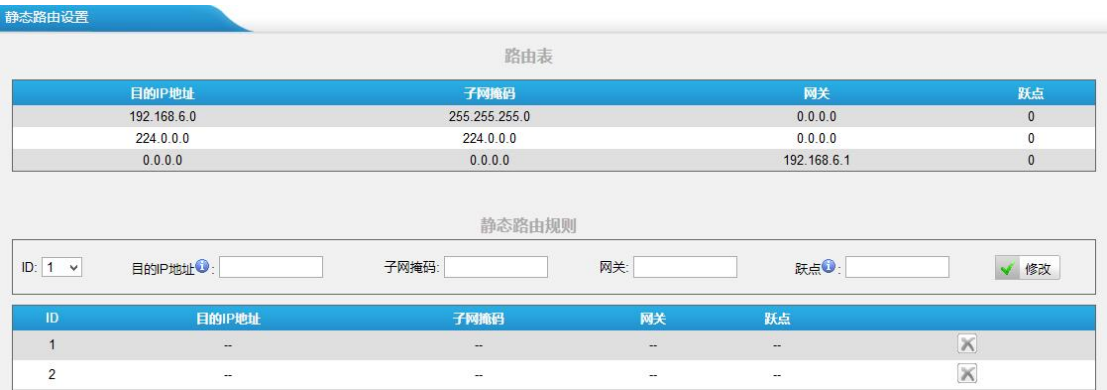 静态路由设置
路由表
目的IP地址 子网掩码 网关 跃点
192.168.6.0 255.255.255.0 0.0.0.0 0
224.0.0.0 224.0.0.0 0.0.0.0 0
0.0.0.0 0.0.0.0 192.168.6.1 0
静态路由规则
ID: 1 目的IP地址: 子网掩码: 网关: 跃点: 修改
ID 目的IP地址 子网掩码 网关 跃点
1 -- -- -- --
2 -- -- -- --